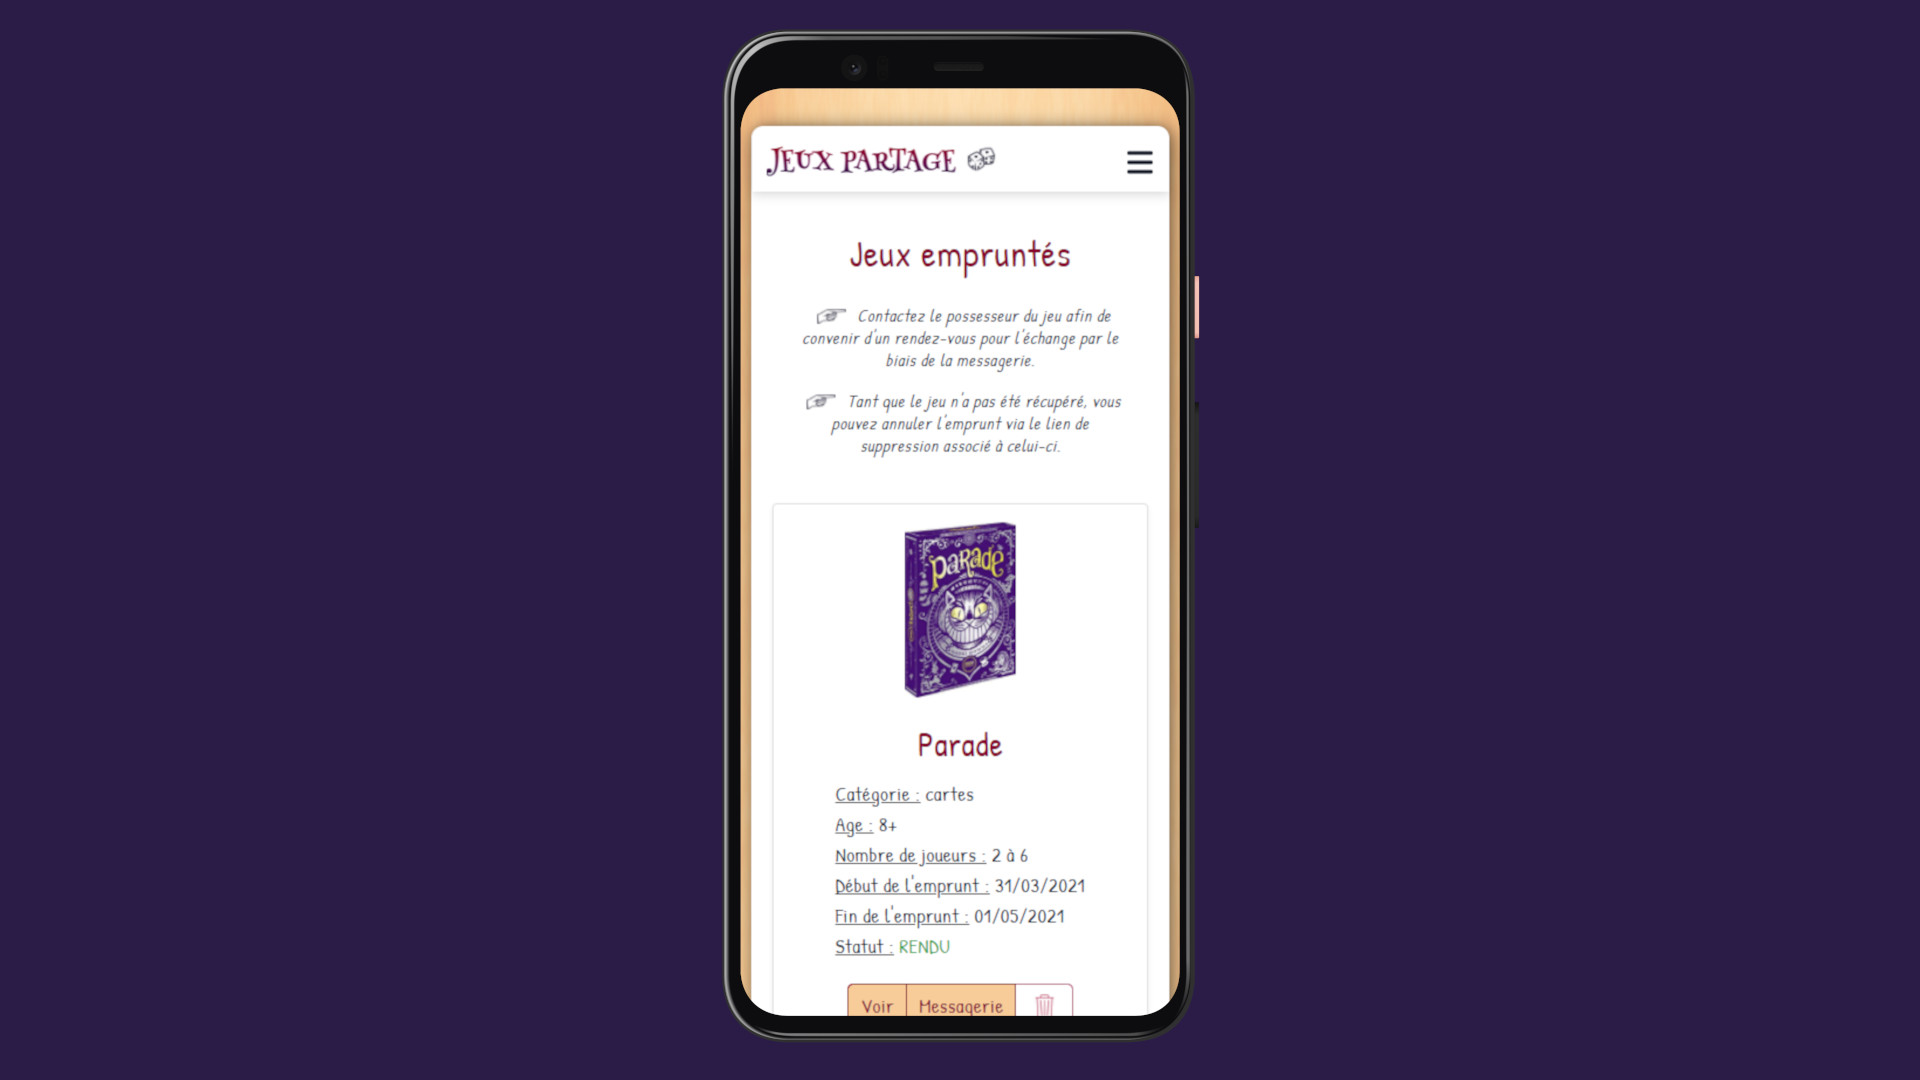 JEUX PARTAGE
Jeux empruntés
Contactez le possesseur du jeu afin de
convenir d'un rendez-vous pour l'échange par le
biais de la messagerie.
Tant que le jeu n'a pas été récupéré, vous
pouvez annuler l'emprunt via le lien de
suppression associé à celui-ci.
PaRade
Parade
Catégorie : cartes
Age : 8+
Nombre de joueurs : 2 à 6
Début de l'emprunt : 31/03/2021
Fin de l'emprunt : 01/05/2021
Statut : RENDU
Voir Messagerie